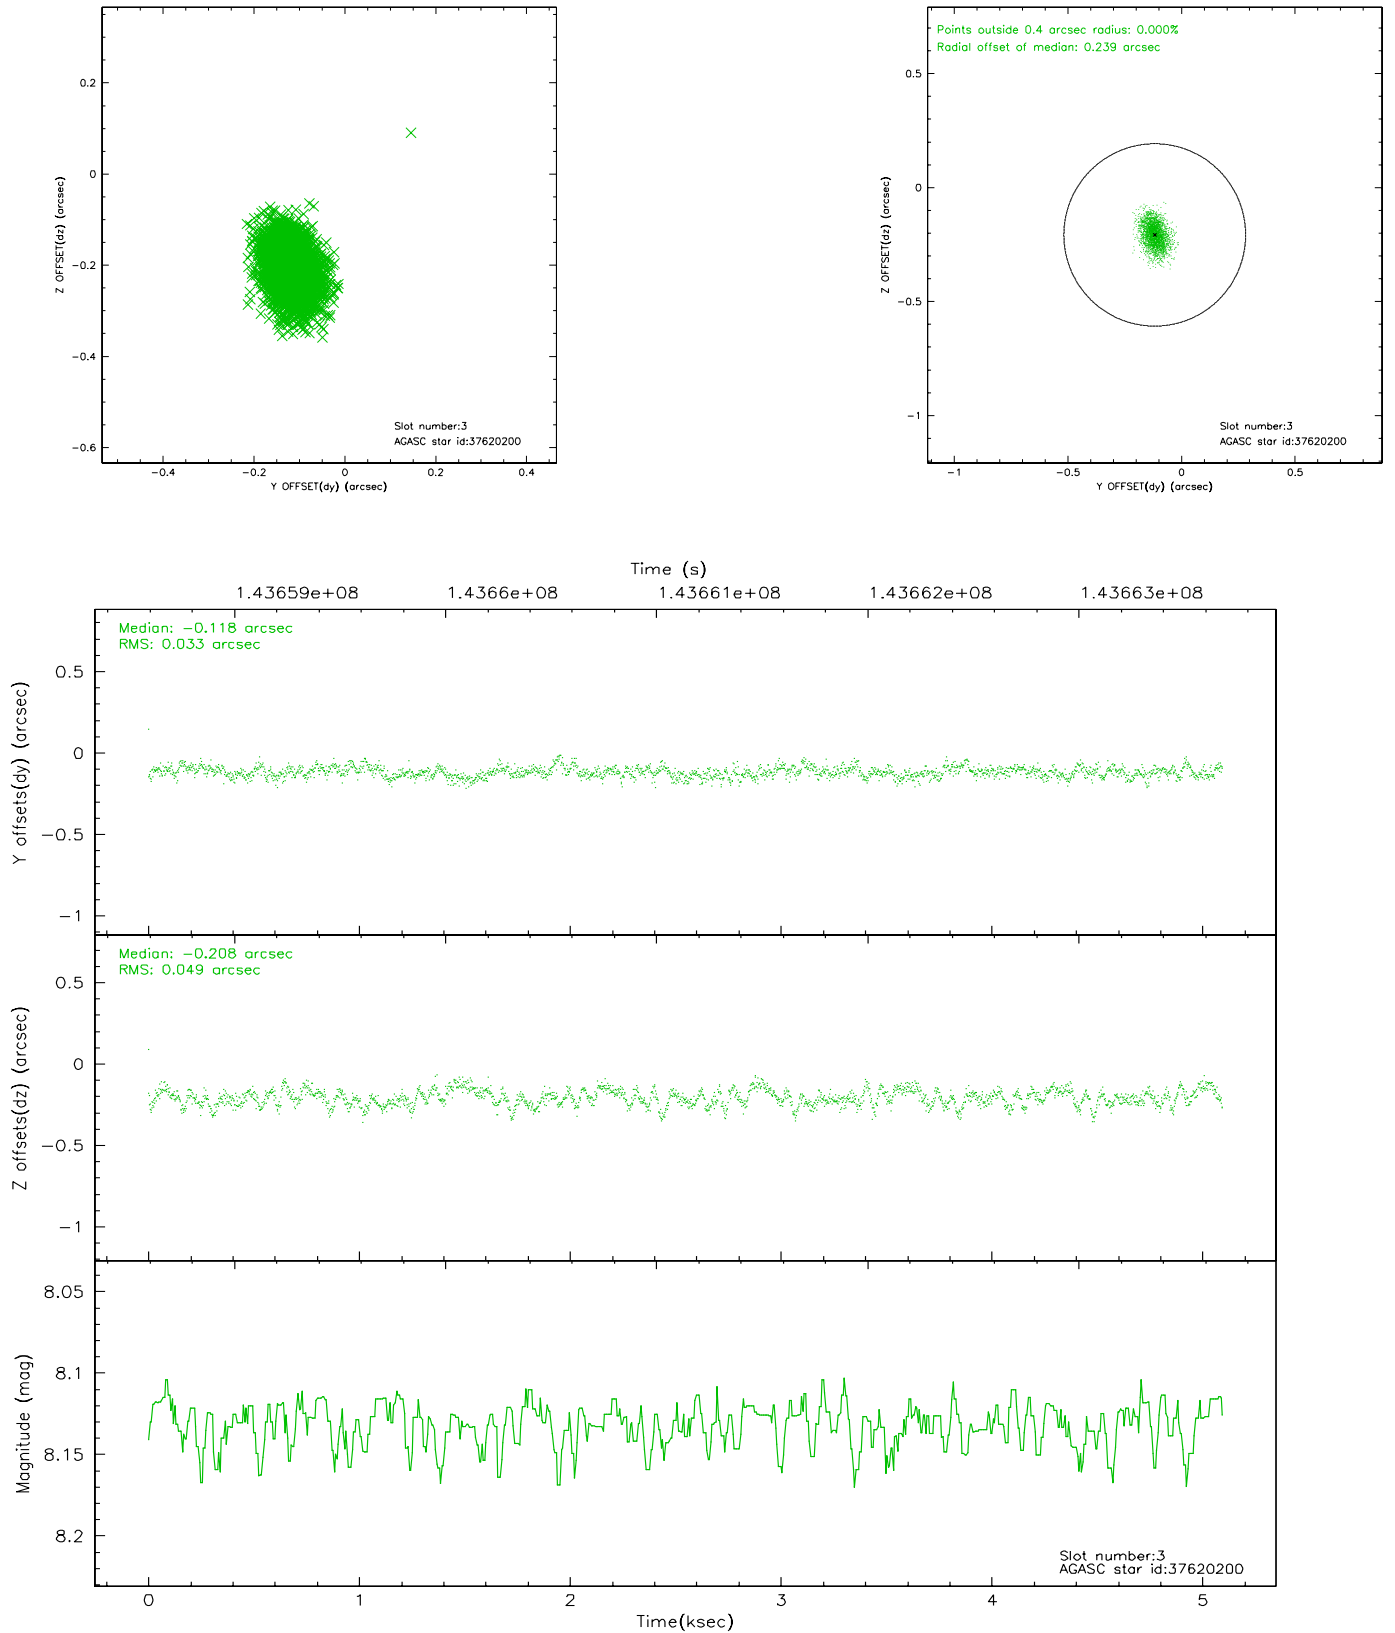 0.2
0
−0.2
−0.4
−0.6
Z OFFSET(dz) (arcsec)
Slot number:3
AGASC star id:37620200
−0.4 −0.2 0 0.2 0.4
Y OFFSET(dy) (arcsec)
Points outside 0.4 arcsec radius: 0.000%
Radial offset of median: 0.239 arcsec
0.5
0
−0.5
−1
Z OFFSET(dz) (arcsec)
Slot number:3
AGASC star id:37620200
−1 −0.5 0 0.5
Y OFFSET(dy) (arcsec)
Time (s)
1.43659e+08 1.4366e+08 1.43661e+08 1.43662e+08 1.43663e+08
Median: −0.118 arcsec
RMS: 0.033 arcsec
0.5
0
−0.5
−1
Y offsets(dy) (arcsec)
Median: −0.208 arcsec
RMS: 0.049 arcsec
0.5
0
−0.5
−1
Z offsets(dz) (arcsec)
8.05
8.1
8.15
8.2
Magnitude (mag)
Slot number:3
AGASC star id:37620200
0 1 2 3 4 5
Time(ksec)